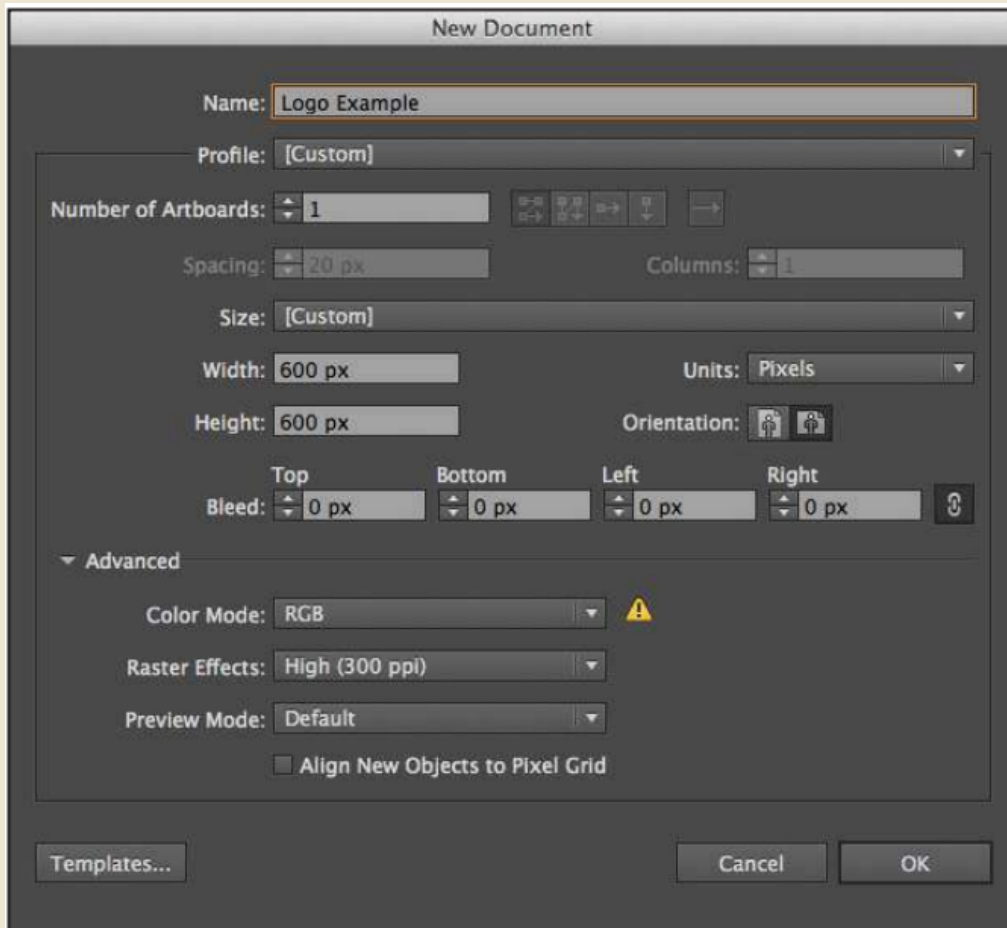 New Document
Name: Logo Example
Profile: [Custom]
Number of Artboards: 1
Spacing: 20 px Columns: 1
Size: [Custom]
Width: 600 px Units: Pixels
Height: 600 px Orientation:
Top Bottom Left Right
Bleed: 0 px 0 px 0 px 0 px
Advanced
Color Mode: RGB
Raster Effects: High (300 ppi)
Preview Mode: Default
Align New Objects to Pixel Grid
Templates... Cancel OK